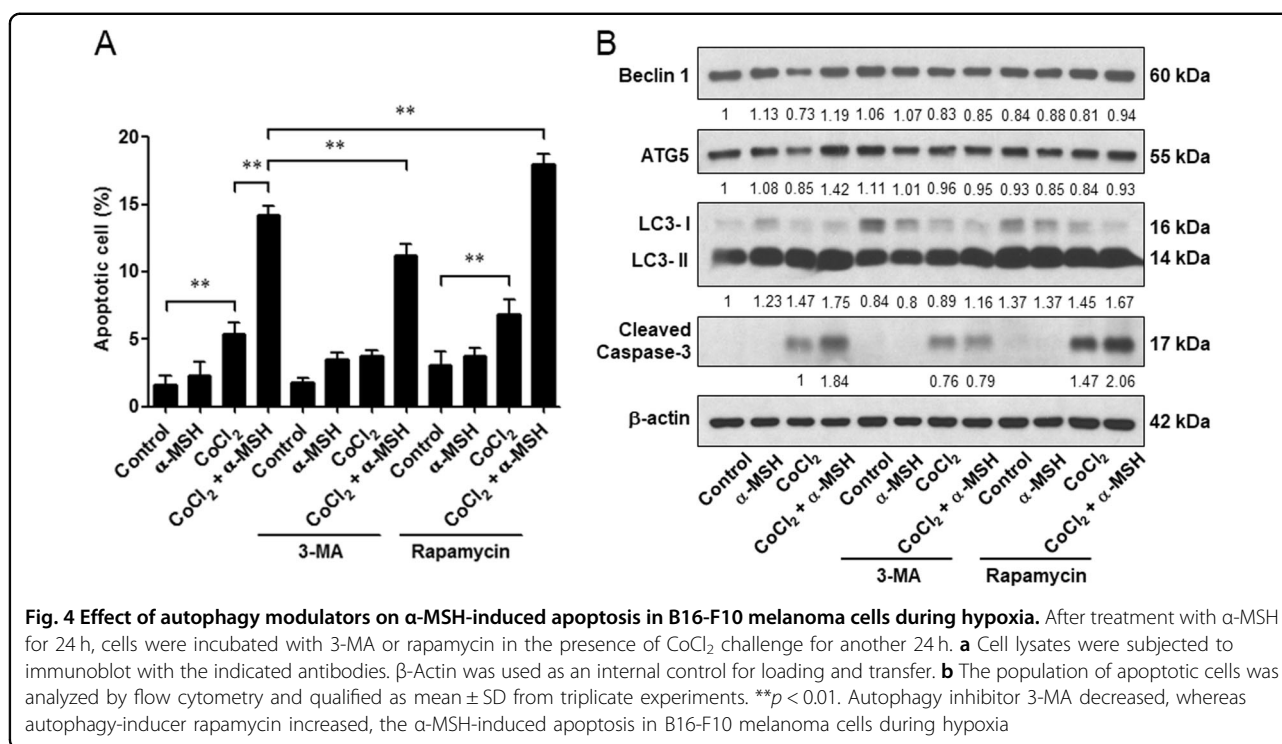 A
**
**
**
**
**
20
15
10
5
0
Apoptotic cell (%)
Control
α-MSH
CoCl₂
CoCl₂ + α-MSH
Control
α-MSH
CoCl₂
CoCl₂ + α-MSH
Control
α-MSH
CoCl₂
CoCl₂ + α-MSH
3-MA
Rapamycin
B
Beclin 1 60 kDa
1 1.13 0.73 1.19 1.06 1.07 0.83 0.85 0.84 0.88 0.81 0.94
ATG5 55 kDa
1 1.08 0.85 1.42 1.11 1.01 0.96 0.95 0.93 0.85 0.84 0.93
LC3- I 16 kDa
LC3- II 14 kDa
1 1.23 1.47 1.75 0.84 0.8 0.89 1.16 1.37 1.37 1.45 1.67
Cleaved
Caspase-3 17 kDa
1 1.84 0.76 0.79 1.47 2.06
β-actin 42 kDa
Control
α-MSH
CoCl₂
CoCl₂ + α-MSH
Control
α-MSH
CoCl₂
CoCl₂ + α-MSH
Control
α-MSH
CoCl₂
CoCl₂ + α-MSH
3-MA
Rapamycin
Fig. 4 Effect of autophagy modulators on α-MSH-induced apoptosis in B16-F10 melanoma cells during hypoxia. After treatment with α-MSH
for 24 h, cells were incubated with 3-MA or rapamycin in the presence of CoCl₂ challenge for another 24 h. a Cell lysates were subjected to
immunoblot with the indicated antibodies. β-Actin was used as an internal control for loading and transfer. b The population of apoptotic cells was
analyzed by flow cytometry and qualified as mean ± SD from triplicate experiments. **p < 0.01. Autophagy inhibitor 3-MA decreased, whereas
autophagy-inducer rapamycin increased, the α-MSH-induced apoptosis in B16-F10 melanoma cells during hypoxia